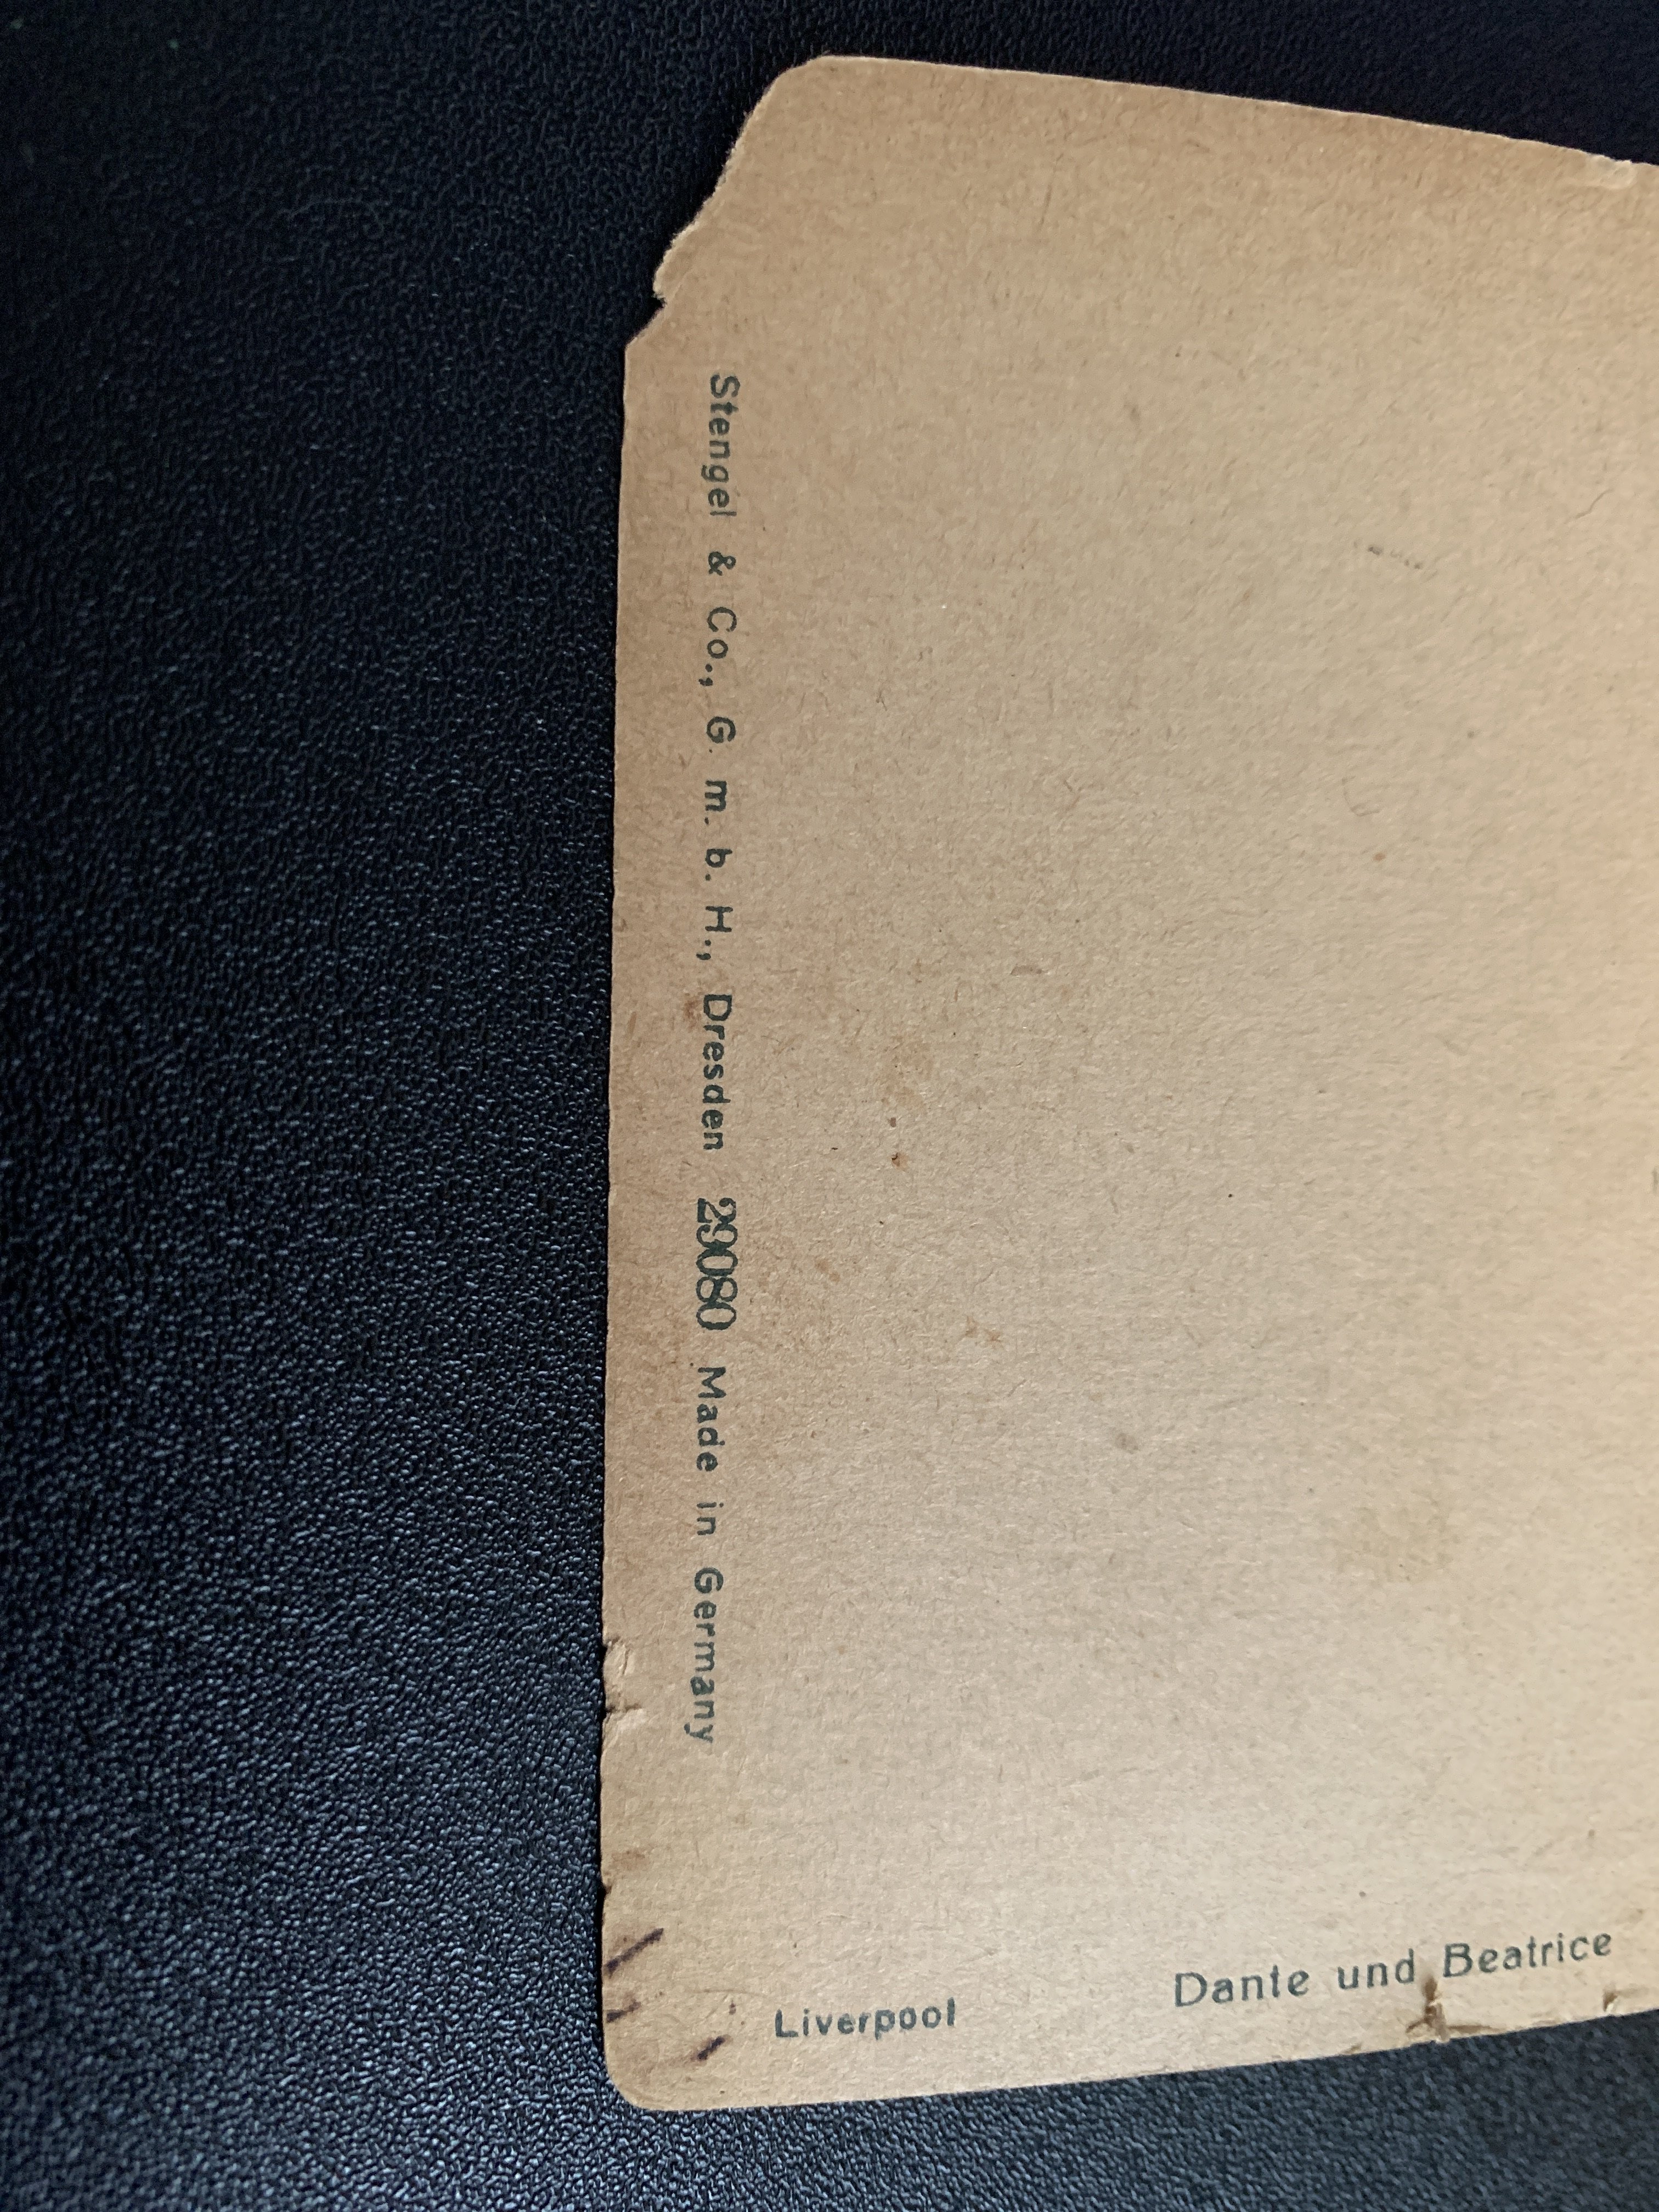 Stengel & Co., G. m. b. H., Dresden 29080 Made in Germany
Liverpool
Dante und Beatrice